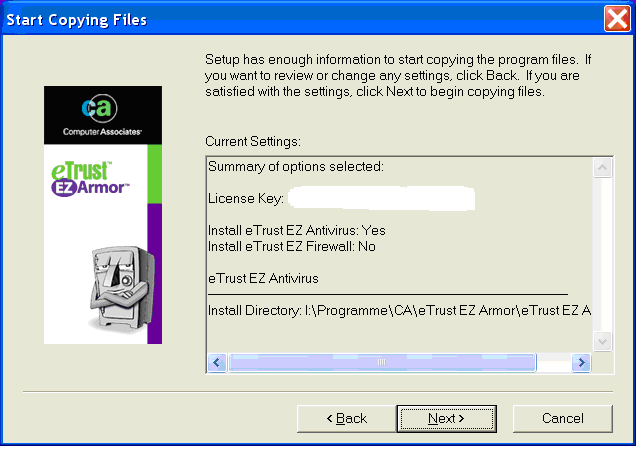 Start Copying Files
Setup has enough information to start copying the program files. If
you want to review or change any settings, click Back. If you are
satisfied with the settings, click Next to begin copying files.
ca
Computer Associates
eTrust™
EZ Armor™
Current Settings:
Summary of options selected:
License Key:
Install eTrust EZ Antivirus: Yes
Install eTrust EZ Firewall: No
eTrust EZ Antivirus
Install Directory: I:\Programme\CA\eTrust EZ Armor\eTrust EZ A
< Back
Next >
Cancel